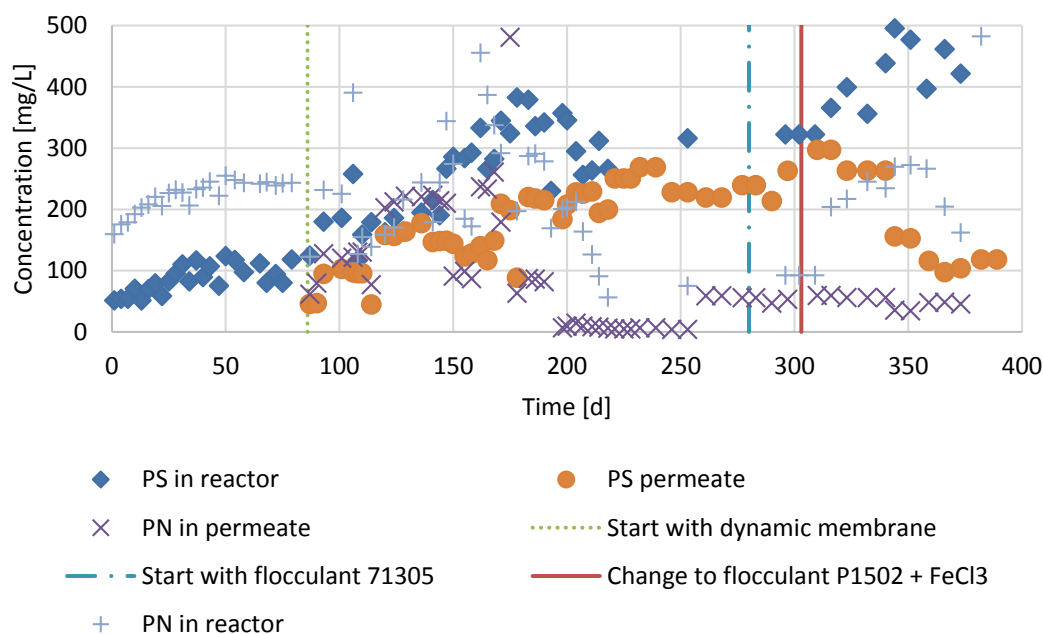 Concentration [mg/L]
500
400
300
200
100
0
0 50 100 150 200 250 300 350 400
Time [d]
PS in reactor PS permeate
PN in permeate Start with dynamic membrane
Start with flocculant 71305 Change to flocculant P1502 + FeCl3
PN in reactor